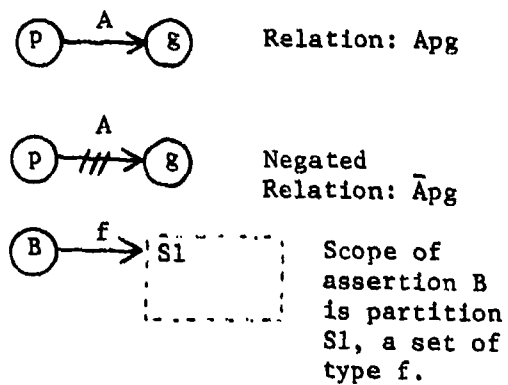 A
p g Relation: Apg
A
p g Negated
Relation: Āpg
B f S1 Scope of
assertion B
is partition
S1, a set of
type f.